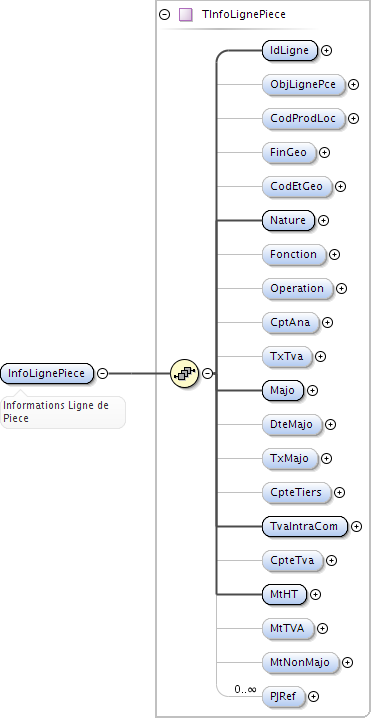 TInfoLignePiece
IdLigne
ObjLignePce
CodProdLoc
FinGeo
CodEtGeo
Nature
Fonction
Operation
CptAna
TxTva
InfoLignePiece
Informations Ligne de
Piece
Majo
DteMajo
TxMajo
CpteTiers
TvaIntraCom
CpteTva
MtHT
MtTVA
MtNonMajo
0..∞
PJRef